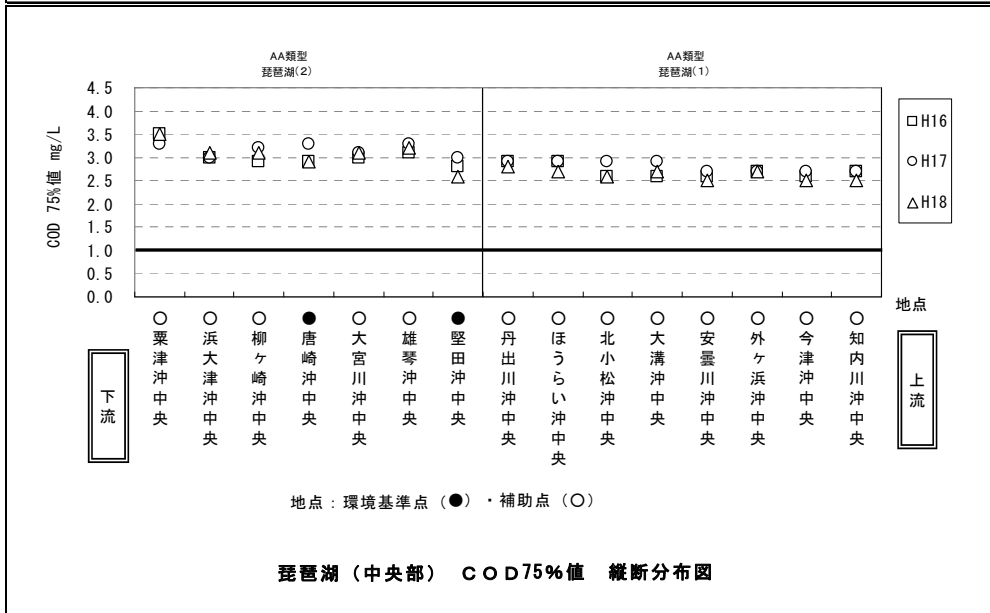 AA類型
琵琶湖(2)
AA類型
琵琶湖(1)
COD 75%値 mg/L
4.5
4.0
3.5
3.0
2.5
2.0
1.5
1.0
0.5
0.0
□H16
○H17
△H18
地点
粟津沖中央
浜大津沖中央
柳ヶ崎沖中央
唐崎沖中央
大宮川沖中央
雄琴沖中央
堅田沖中央
丹出川沖中央
ほうらい沖中央
北小松沖中央
大溝沖中央
安曇川沖中央
外ヶ浜沖中央
今津沖中央
知内川沖中央
下流
上流
地点：環境基準点（●）・補助点（○）
琵琶湖（中央部） ＣＯＤ75％値 縦断分布図